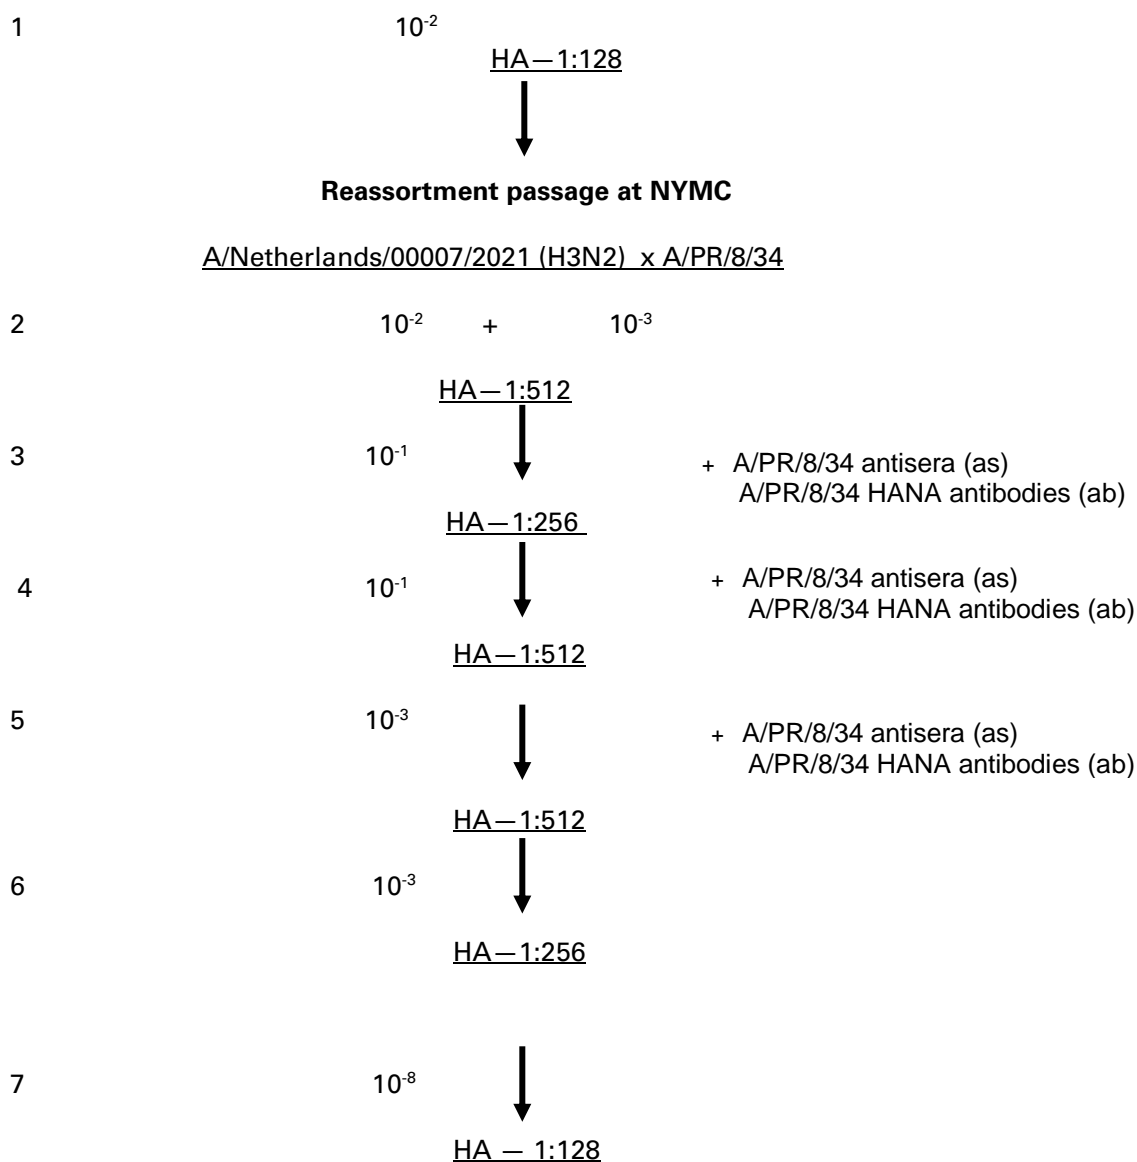 1 10⁻²
HA—1:128
Reassortment passage at NYMC
A/Netherlands/00007/2021 (H3N2) x A/PR/8/34
2 10⁻² + 10⁻³
HA—1:512
3 10⁻¹ + A/PR/8/34 antisera (as)
A/PR/8/34 HANA antibodies (ab)
HA—1:256
4 10⁻¹ + A/PR/8/34 antisera (as)
A/PR/8/34 HANA antibodies (ab)
HA—1:512
5 10⁻³ + A/PR/8/34 antisera (as)
A/PR/8/34 HANA antibodies (ab)
HA—1:512
6 10⁻³
HA—1:256
7 10⁻⁸
HA — 1:128